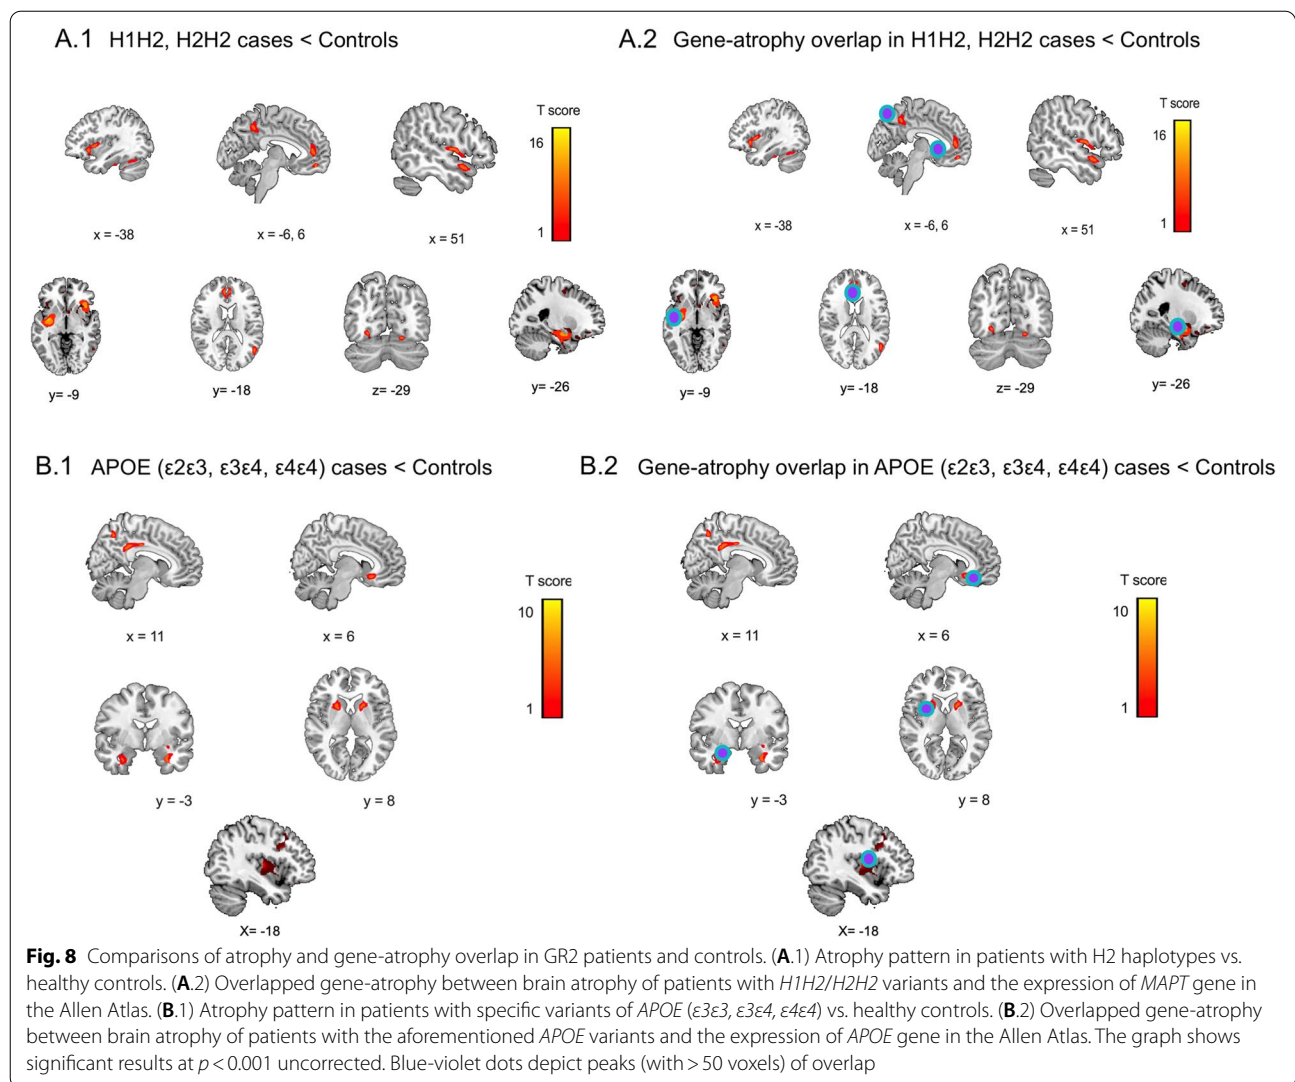 A.1 H1H2, H2H2 cases < Controls
A.2 Gene-atrophy overlap in H1H2, H2H2 cases < Controls
T score
16
1
x = -38
x = -6, 6
x = 51
T score
16
1
x = -38
x = -6, 6
x = 51
y= -9
y= -18
z= -29
y= -26
y= -9
y= -18
z= -29
y= -26
B.1 APOE (ε2ε3, ε3ε4, ε4ε4) cases < Controls
B.2 Gene-atrophy overlap in APOE (ε2ε3, ε3ε4, ε4ε4) cases < Controls
x = 11
x = 6
T score
10
1
x = 11
x = 6
T score
10
1
y = -3
y = 8
y = -3
y = 8
X= -18
X= -18
Fig. 8 Comparisons of atrophy and gene-atrophy overlap in GR2 patients and controls. (A.1) Atrophy pattern in patients with H2 haplotypes vs.
healthy controls. (A.2) Overlapped gene-atrophy between brain atrophy of patients with H1H2/H2H2 variants and the expression of MAPT gene in
the Allen Atlas. (B.1) Atrophy pattern in patients with specific variants of APOE (ε3ε3, ε3ε4, ε4ε4) vs. healthy controls. (B.2) Overlapped gene-atrophy
between brain atrophy of patients with the aforementioned APOE variants and the expression of APOE gene in the Allen Atlas. The graph shows
significant results at p < 0.001 uncorrected. Blue-violet dots depict peaks (with > 50 voxels) of overlap